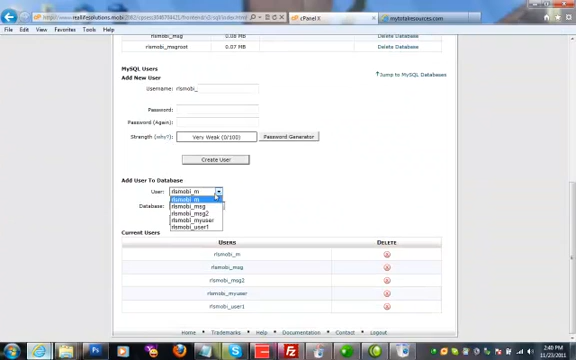 cPanel X
mytotalresources.com
File Edit View Favorites Tools Help
rlsmobi_msg 0.08 MB Delete Database
rlsmobi_msgroot 0.07 MB Delete Database
MySQL Users
Jump to MySQL Databases
Add New User
Username: rlsmobi_
Password:
Password (Again):
Strength (why?): Very Weak (0/100) Password Generator
Create User
Add User To Database
User: rlsmobi_m
rlsmobi_m
Database: rlsmobi_msg
rlsmobi_msg2
rlsmobi_myuser
rlsmobi_user1
Current Users
USERS DELETE
rlsmobi_m
rlsmobi_msg
rlsmobi_msg2
rlsmobi_myuser
rlsmobi_user1
Home Trademarks Help Documentation Contact Logout
2:40 PM
11/23/2011